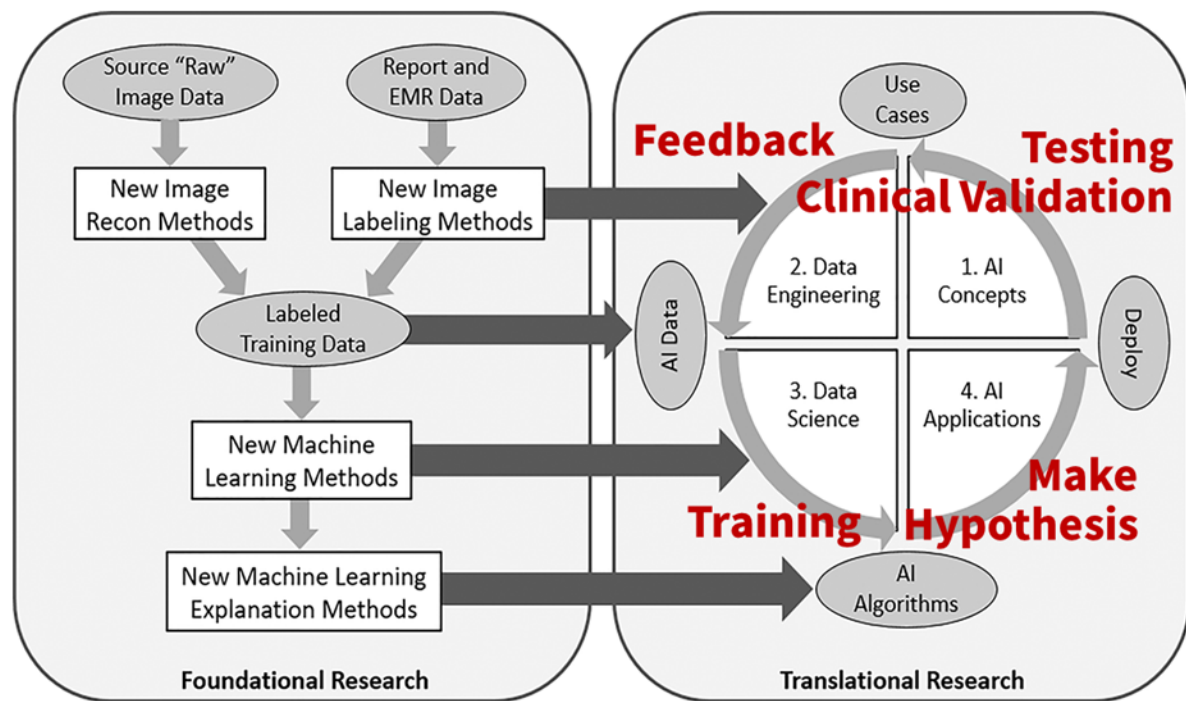 Source "Raw"
Image Data
Report and
EMR Data
New Image
Recon Methods
New Image
Labeling Methods
Labeled
Training Data
New Machine
Learning Methods
New Machine Learning
Explanation Methods
Foundational Research
Use
Cases
Feedback
Testing
Clinical Validation
2. Data
Engineering
1. AI
Concepts
AI Data
Deploy
3. Data
Science
4. AI
Applications
Training
Make
Hypothesis
AI
Algorithms
Translational Research